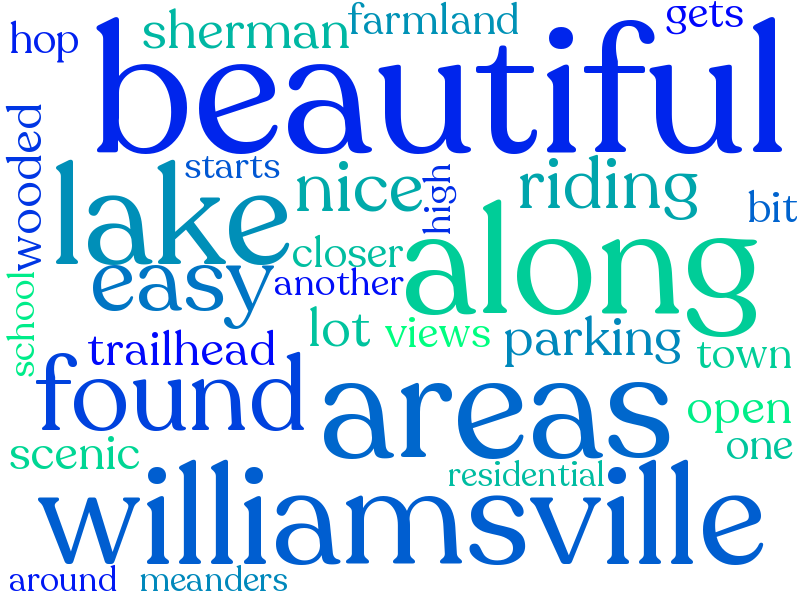 hop
sherman
farmland
gets
beautiful
wooded
starts
lake
nice
high
riding
bit
closer
along
easy
another
school
lot
views
parking
town
trailhead
found
areas
open
one
scenic
residential
williamsville
around
meanders